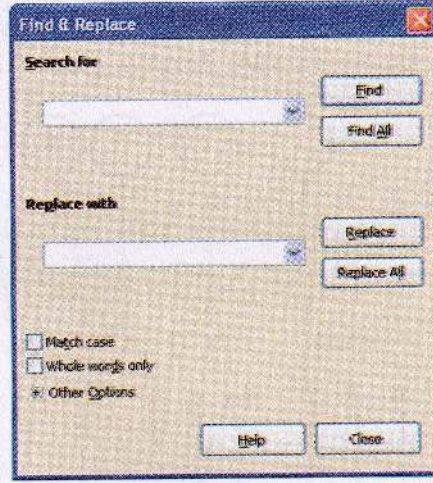 Find & Replace
Search for
Find
Find All
Replace with
Replace
Replace All
Match case
Whole words only
Other Options
Help
Close